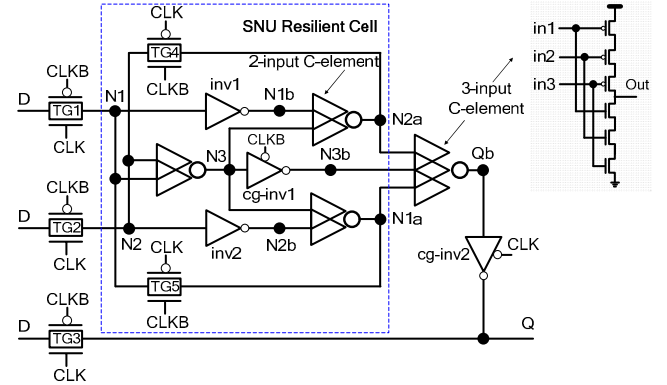 CLK
SNU Resilient Cell
in1
in2
in3
Out
TG4
2-input C-element
3-input
C-element
CLKB
CLKB
D
N1
inv1
N1b
TG1
N2a
CLK
CLKB
N3
N3b
Qb
cg-inv1
CLKB
D
N1a
TG2
N2
inv2
N2b
CLK
CLK
cg-inv2
CLK
TG5
CLKB
CLKB
D
Q
TG3
CLK